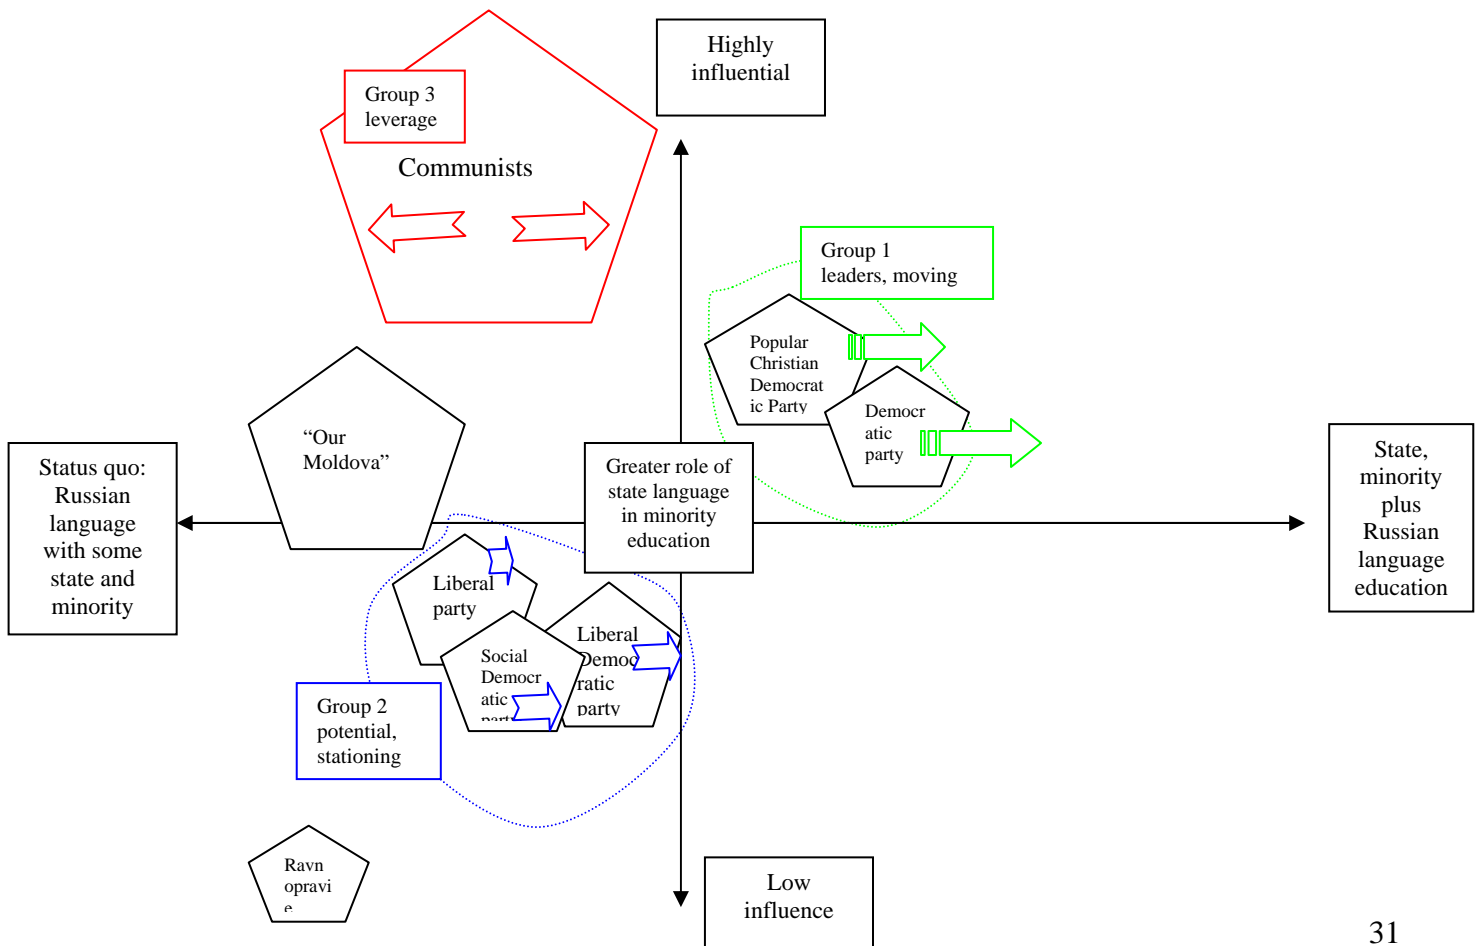 Highly
influential
Group 3
leverage
Communists
Group 1
leaders, moving
Popular
Christian
Democrat
ic Party
Democr
atic
party
“Our
Moldova”
Status quo:
Russian
language
with some
state and
minority
Greater role of
state language
in minority
education
State,
minority
plus
Russian
language
education
Liberal
party
Social
Democr
atic
party
Liberal
Democ
ratic
party
Group 2
potential,
stationing
Ravn
opravi
e
Low
influence
31